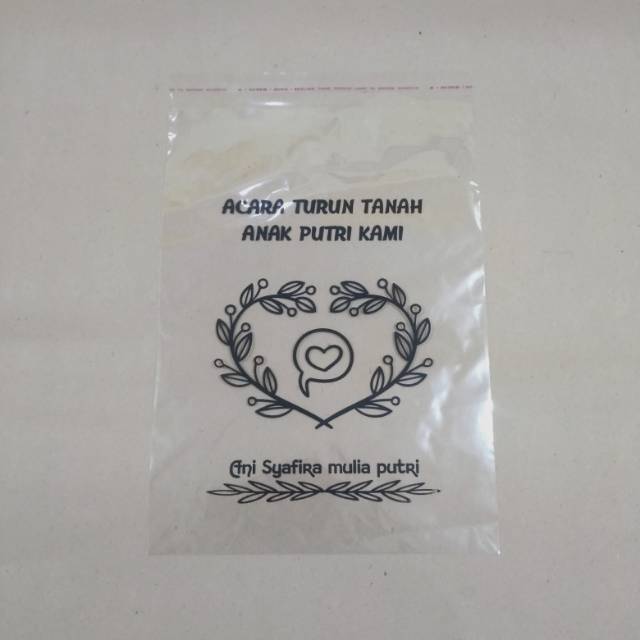 ACARA TURUN TANAH
ANAK PUTRI KAMI
Ani Syafira mulia putri